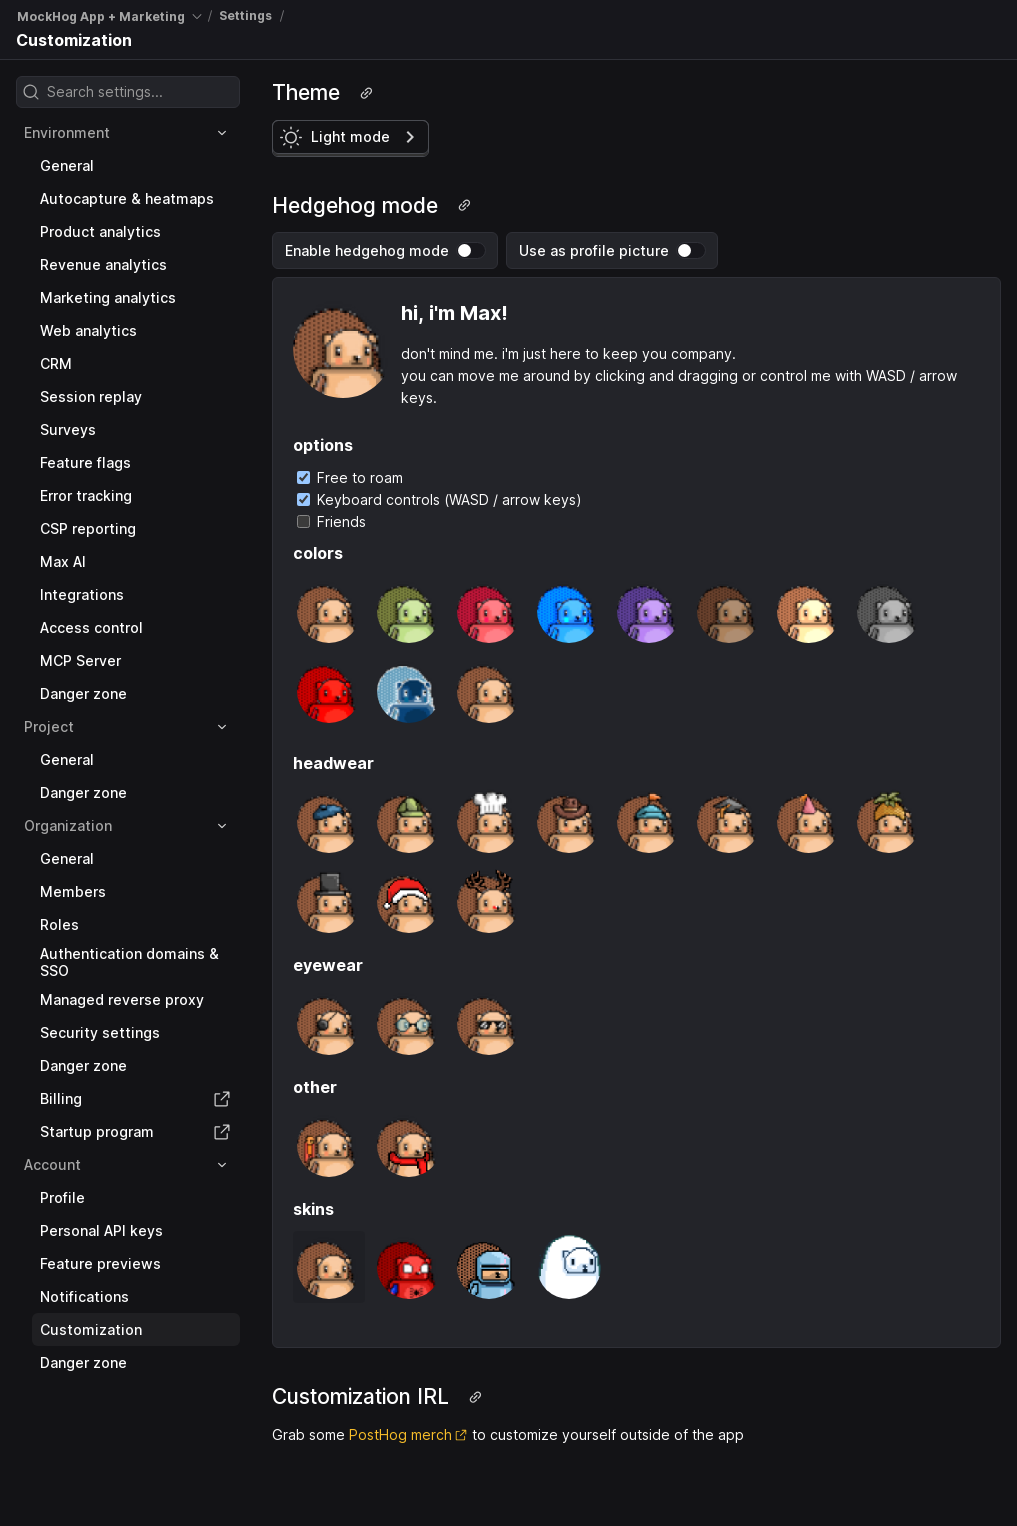 MockHog App + Marketing / Settings /
Customization
Search settings...
Environment
General
Autocapture & heatmaps
Product analytics
Revenue analytics
Marketing analytics
Web analytics
CRM
Session replay
Surveys
Feature flags
Error tracking
CSP reporting
Max AI
Integrations
Access control
MCP Server
Danger zone
Project
General
Danger zone
Organization
General
Members
Roles
Authentication domains &
SSO
Managed reverse proxy
Security settings
Danger zone
Billing
Startup program
Account
Profile
Personal API keys
Feature previews
Notifications
Customization
Danger zone
Theme
Light mode
Hedgehog mode
Enable hedgehog mode
Use as profile picture
hi, i'm Max!
don't mind me. i'm just here to keep you company.
you can move me around by clicking and dragging or control me with WASD / arrow
keys.
options
Free to roam
Keyboard controls (WASD / arrow keys)
Friends
colors
headwear
eyewear
other
skins
Customization IRL
Grab some PostHog merch to customize yourself outside of the app